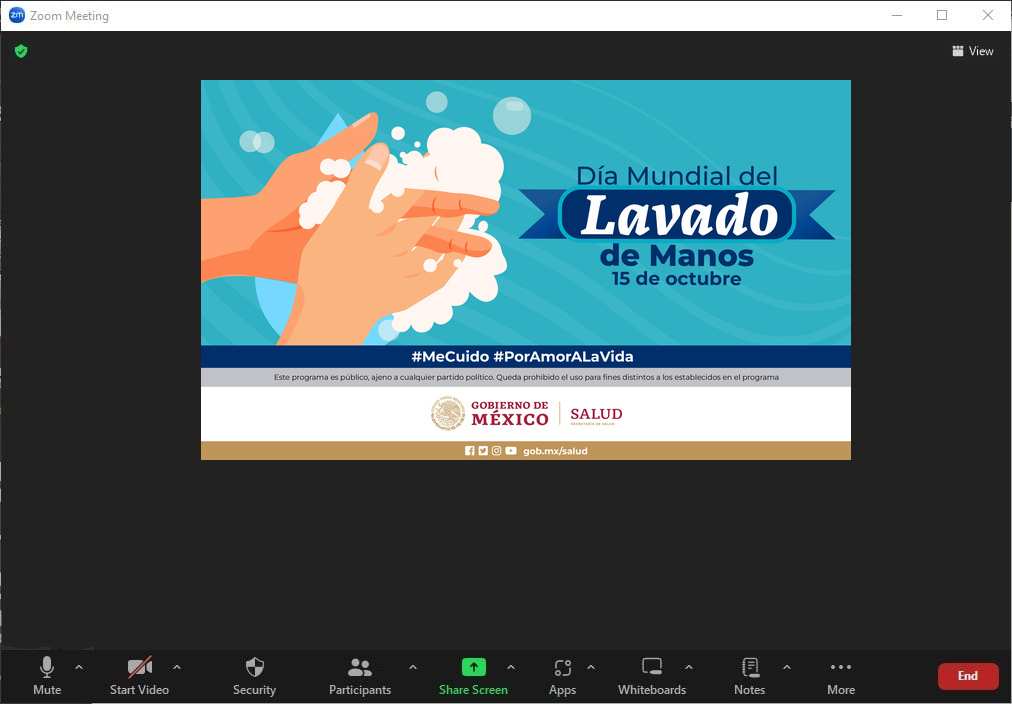 zm Zoom Meeting
View
Día Mundial del
Lavado
de Manos
15 de octubre
#MeCuido #PorAmorALaVida
Este programa es público, ajeno a cualquier partido político. Queda prohibido el uso para fines distintos a los establecidos en el programa
GOBIERNO DE
MÉXICO
SALUD
SECRETARÍA DE SALUD
gob.mx/salud
Mute
Start Video
Security
Participants
Share Screen
Apps
Whiteboards
Notes
More
End